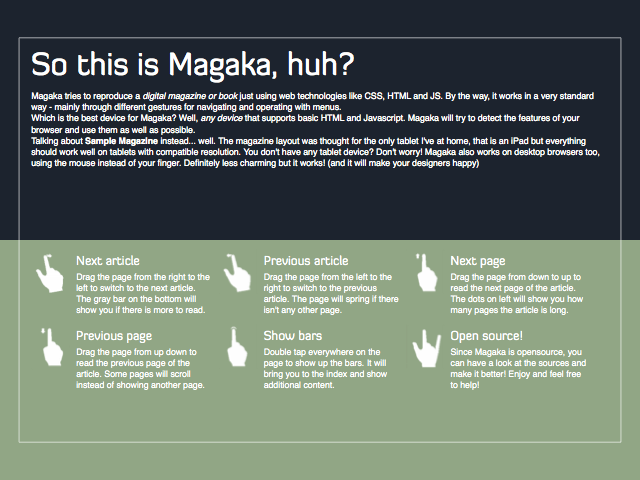 So this is Magaka, huh?
Magaka tries to reproduce a digital magazine or book just using web technologies like CSS, HTML and JS. By the way, it works in a very standard
way - mainly through different gestures for navigating and operating with menus.
Which is the best device for Magaka? Well, any device that supports basic HTML and Javascript. Magaka will try to detect the features of your
browser and use them as well as possible.
Talking about Sample Magazine instead... well. The magazine layout was thought for the only tablet I've at home, that is an iPad but everything
should work well on tablets with compatible resolution. You don't have any tablet device? Don't worry! Magaka also works on desktop browsers too,
using the mouse instead of your finger. Definitely less charming but it works! (and it will make your designers happy)
Next article
Drag the page from the right to the
left to switch to the next article.
The gray bar on the bottom will
show you if there is more to read.
Previous article
Drag the page from the left to the
right to switch to the previous
article. The page will spring if there
isn't any other page.
Next page
Drag the page from down to up to
read the next page of the article.
The dots on left will show you how
many pages the article is long.
Previous page
Drag the page from up down to
read the previous page of the
article. Some pages will scroll
instead of showing another page.
Show bars
Double tap everywhere on the
page to show up the bars. It will
bring you to the index and show
additional content.
Open source!
Since Magaka is opensource, you
can have a look at the sources and
make it better! Enjoy and feel free
to help!